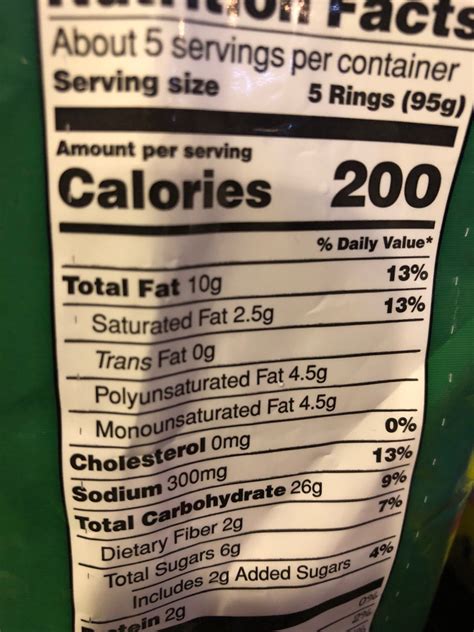 Nutrition Facts
About 5 servings per container
Serving size 5 Rings (95g)
Amount per serving
Calories 200
% Daily Value*
Total Fat 10g 13%
Saturated Fat 2.5g 13%
Trans Fat 0g
Polyunsaturated Fat 4.5g
Monounsaturated Fat 4.5g
Cholesterol 0mg 0%
Sodium 300mg 13%
Total Carbohydrate 26g 9%
Dietary Fiber 2g 7%
Total Sugars 6g
Includes 2g Added Sugars 4%
Protein 2g
0%